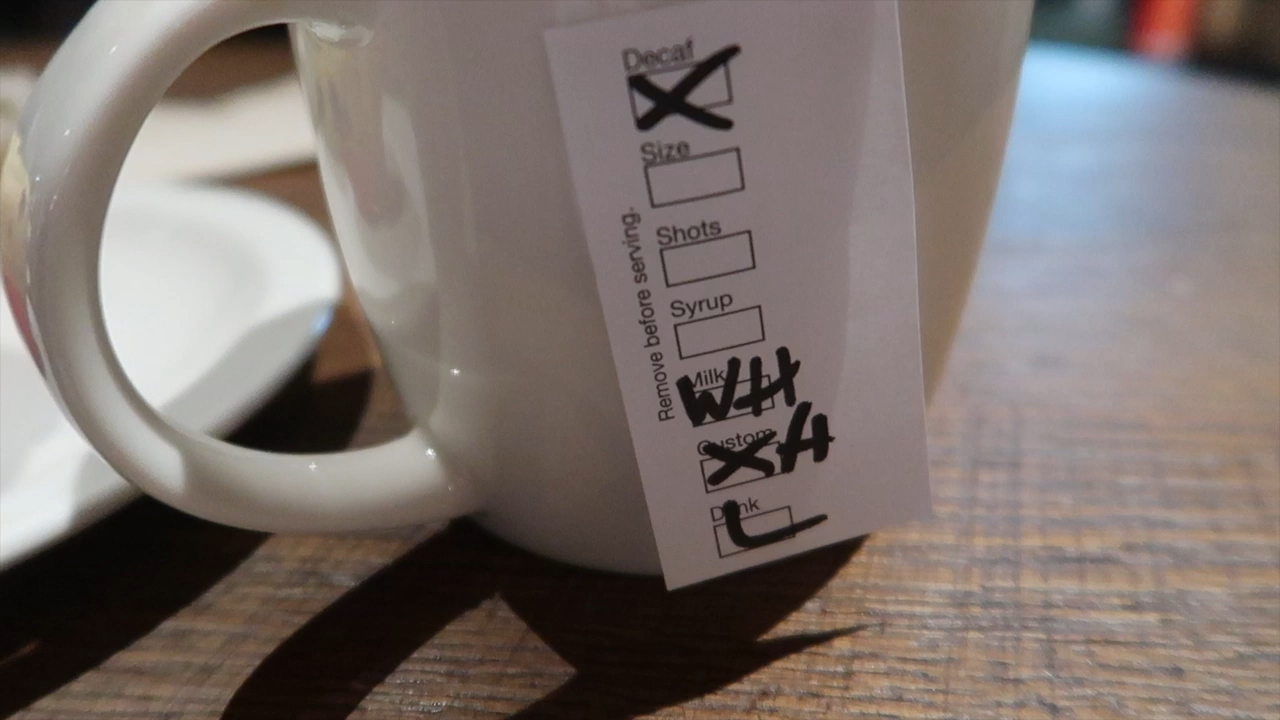 Decaf
X
Size
Shots
Syrup
Milk
WH
Custom
XH
Drink
L
Remove before serving.